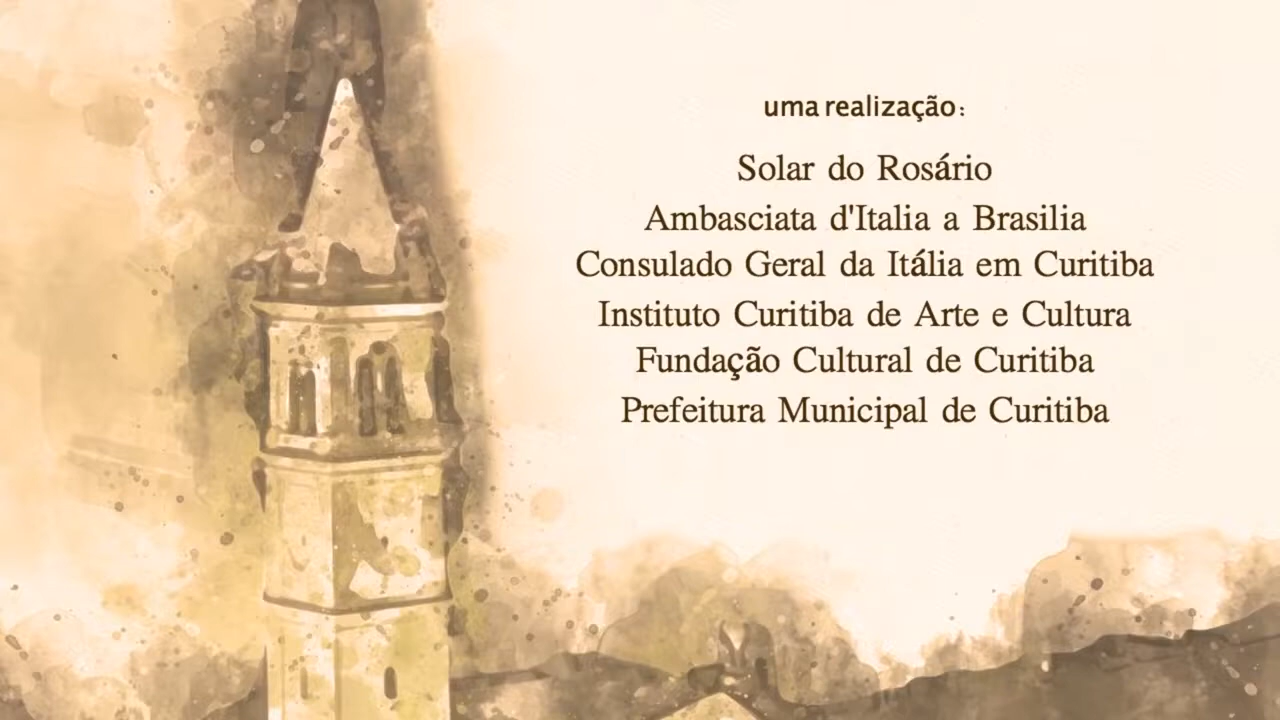 uma realização:
Solar do Rosário
Ambasciata d'Italia a Brasilia
Consulado Geral da Itália em Curitiba
Instituto Curitiba de Arte e Cultura
Fundação Cultural de Curitiba
Prefeitura Municipal de Curitiba